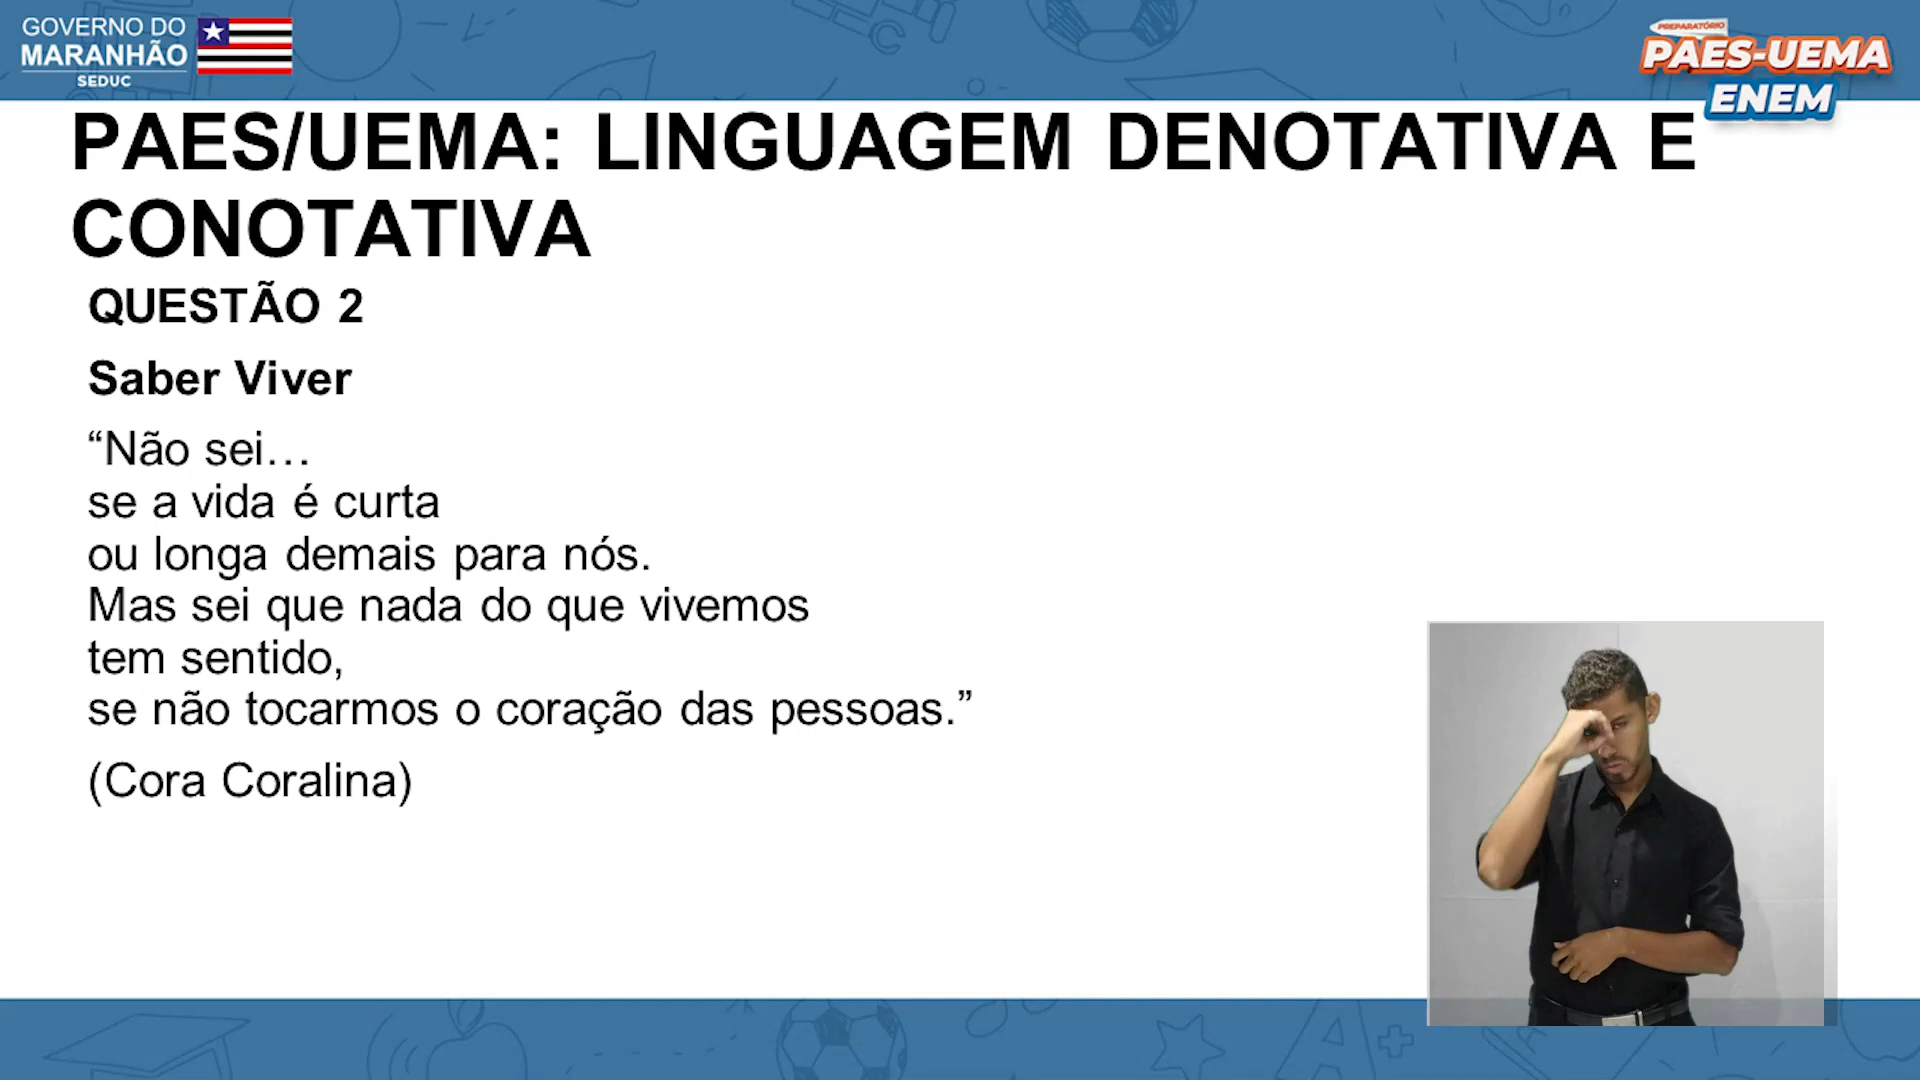 GOVERNO DO
MARANHÃO
SEDUC
PREPARATÓRIO
PAES-UEMA
ENEM
PAES/UEMA: LINGUAGEM DENOTATIVA E
CONOTATIVA
QUESTÃO 2
Saber Viver
“Não sei…
se a vida é curta
ou longa demais para nós.
Mas sei que nada do que vivemos
tem sentido,
se não tocarmos o coração das pessoas.”
(Cora Coralina)